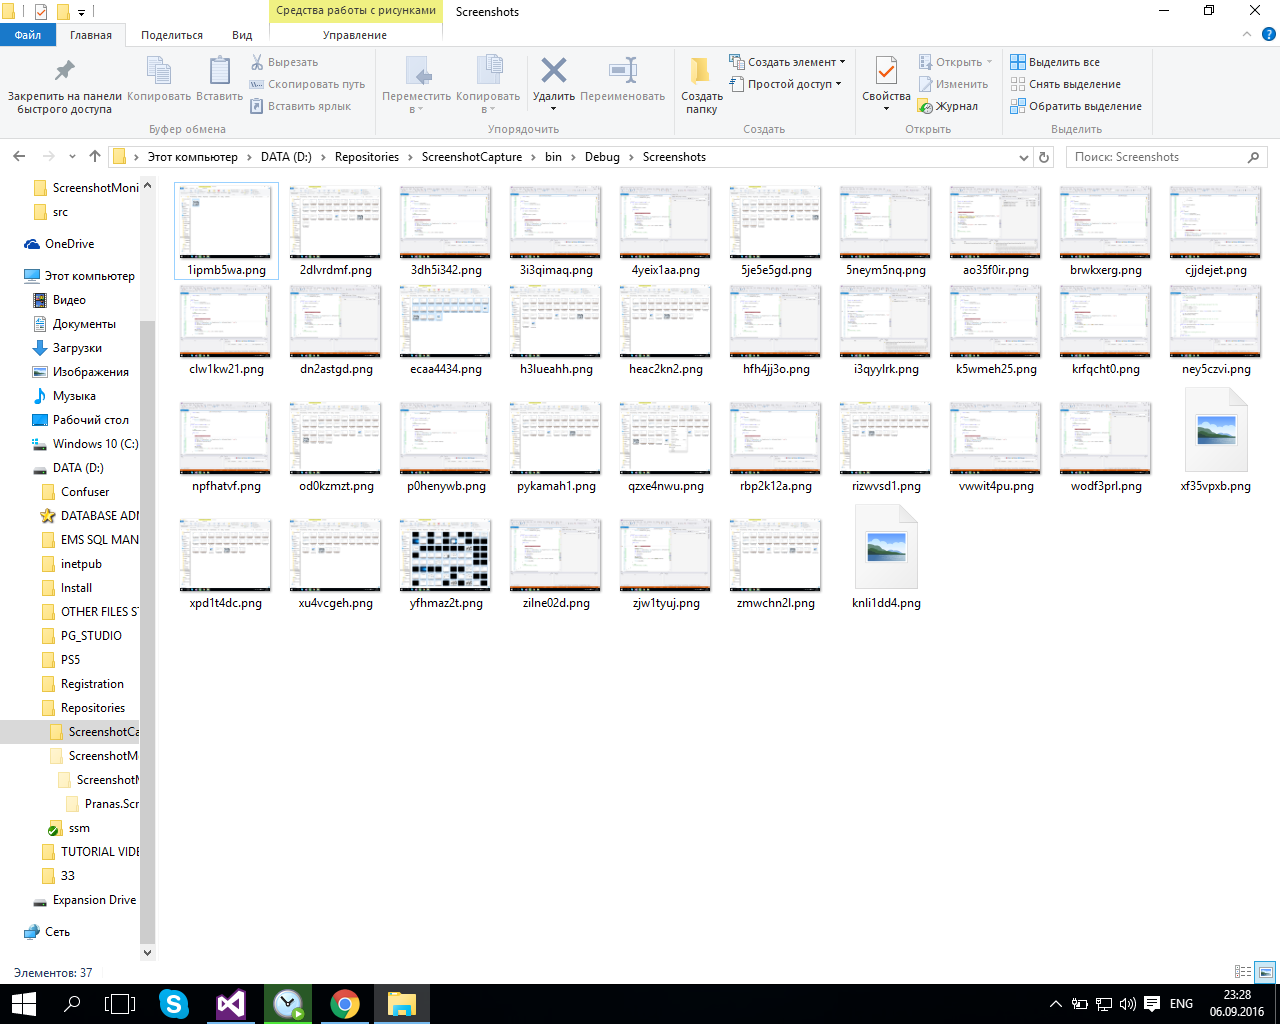 Средства работы с рисунками
Screenshots
Файл
Главная
Поделиться
Вид
Управление
Закрепить на панели быстрого доступа
Копировать
Вставить
Вырезать
Скопировать путь
Вставить ярлык
Переместить в
Копировать в
Удалить
Переименовать
Создать папку
Создать элемент
Простой доступ
Свойства
Открыть
Изменить
Журнал
Выделить все
Снять выделение
Обратить выделение
Буфер обмена
Упорядочить
Создать
Открыть
Выделить
Этот компьютер
DATA (D:)
Repositories
ScreenshotCapture
bin
Debug
Screenshots
Поиск: Screenshots
ScreenshotMoni
src
OneDrive
Этот компьютер
Видео
Документы
Загрузки
Изображения
Музыка
Рабочий стол
Windows 10 (C:)
DATA (D:)
Confuser
DATABASE ADM
EMS SQL MAN
inetpub
Install
OTHER FILES ST
PG_STUDIO
PS5
Registration
Repositories
ScreenshotCa
ScreenshotM
ScreenshotM
Pranas.Scr
ssm
TUTORIAL VIDE
33
Expansion Drive
Сеть
1ipmb5wa.png
2dlvrdmf.png
3dh5i342.png
3i3qimaq.png
4yeix1aa.png
5je5e5gd.png
5neym5nq.png
ao35f0ir.png
brwkxerg.png
cjjdejet.png
clw1kw21.png
dn2astgd.png
ecaa4434.png
h3lueahh.png
heac2kn2.png
hfh4jj3o.png
i3qyylrk.png
k5wmeh25.png
krfqcht0.png
ney5czvi.png
npfhatvf.png
od0kzmzt.png
p0henywb.png
pykamah1.png
qzxe4nwu.png
rbp2k12a.png
rizwvsd1.png
vwwit4pu.png
wodf3prl.png
xf35vpxb.png
xpd1t4dc.png
xu4vcgeh.png
yfhmaz2t.png
zilne02d.png
zjw1tyuj.png
zmwchn2l.png
knli1dd4.png
Элементов: 37
ENG
23:28
06.09.2016